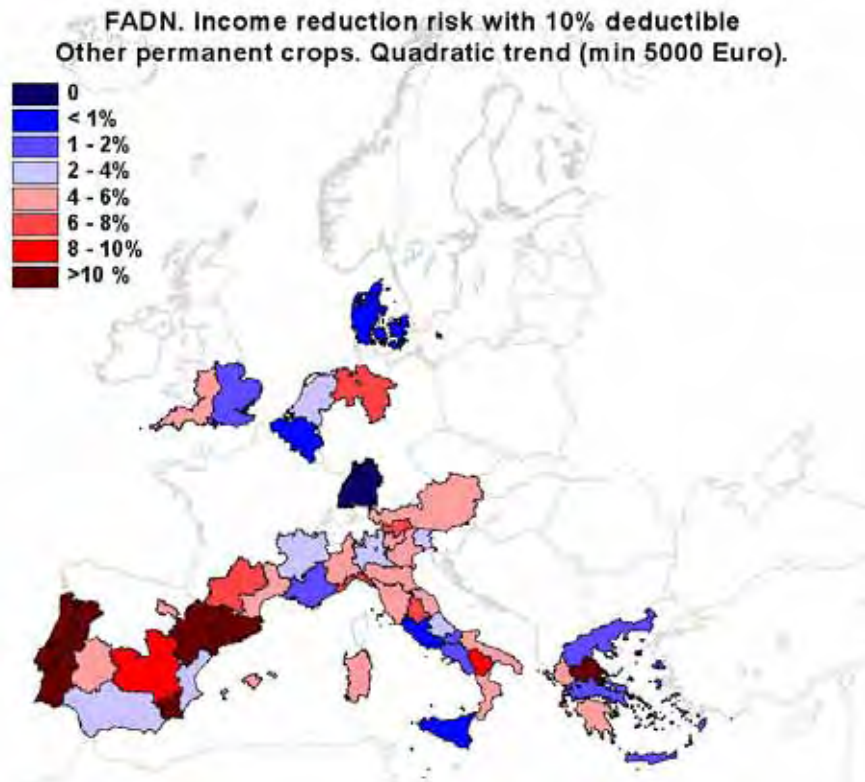 FADN. Income reduction risk with 10% deductible
Other permanent crops. Quadratic trend (min 5000 Euro).
0
< 1%
1 - 2%
2 - 4%
4 - 6%
6 - 8%
8 - 10%
>10 %